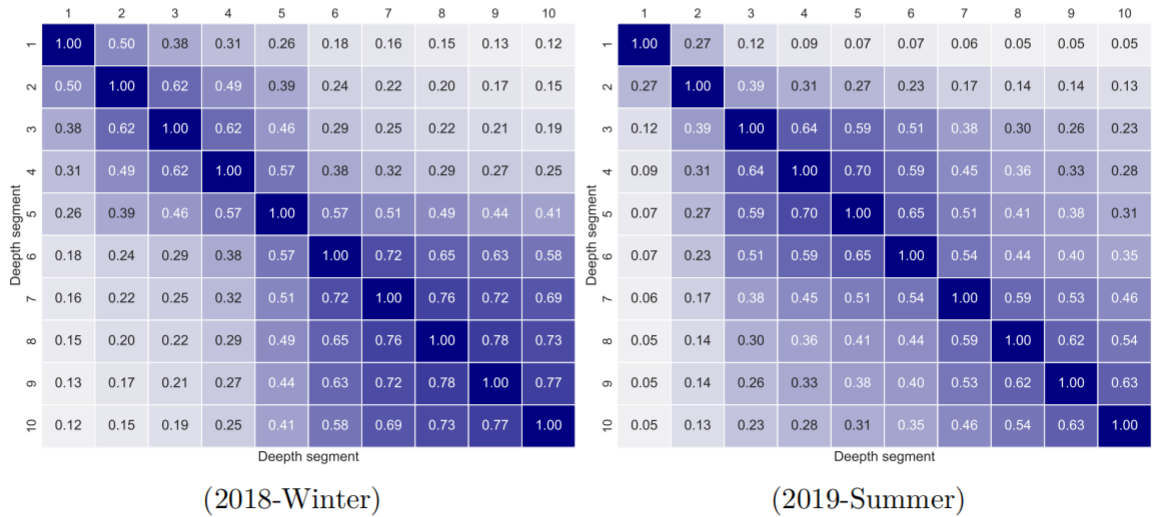 1 2 3 4 5 6 7 8 9 10
1 1.00 0.50 0.38 0.31 0.26 0.18 0.16 0.15 0.13 0.12
2 0.50 1.00 0.62 0.49 0.39 0.24 0.22 0.20 0.17 0.15
3 0.38 0.62 1.00 0.62 0.46 0.29 0.25 0.22 0.21 0.19
4 0.31 0.49 0.62 1.00 0.57 0.38 0.32 0.29 0.27 0.25
5 0.26 0.39 0.46 0.57 1.00 0.57 0.51 0.49 0.44 0.41
6 0.18 0.24 0.29 0.38 0.57 1.00 0.72 0.65 0.63 0.58
7 0.16 0.22 0.25 0.32 0.51 0.72 1.00 0.76 0.72 0.69
8 0.15 0.20 0.22 0.29 0.49 0.65 0.76 1.00 0.78 0.73
9 0.13 0.17 0.21 0.27 0.44 0.63 0.72 0.78 1.00 0.77
10 0.12 0.15 0.19 0.25 0.41 0.58 0.69 0.73 0.77 1.00
Deepth segment
Deepth segment
(2018-Winter)
1 2 3 4 5 6 7 8 9 10
1 1.00 0.27 0.12 0.09 0.07 0.07 0.06 0.05 0.05 0.05
2 0.27 1.00 0.39 0.31 0.27 0.23 0.17 0.14 0.14 0.13
3 0.12 0.39 1.00 0.64 0.59 0.51 0.38 0.30 0.26 0.23
4 0.09 0.31 0.64 1.00 0.70 0.59 0.45 0.36 0.33 0.28
5 0.07 0.27 0.59 0.70 1.00 0.65 0.51 0.41 0.38 0.31
6 0.07 0.23 0.51 0.59 0.65 1.00 0.54 0.44 0.40 0.35
7 0.06 0.17 0.38 0.45 0.51 0.54 1.00 0.59 0.53 0.46
8 0.05 0.14 0.30 0.36 0.41 0.44 0.59 1.00 0.62 0.54
9 0.05 0.14 0.26 0.33 0.38 0.40 0.53 0.62 1.00 0.63
10 0.05 0.13 0.23 0.28 0.31 0.35 0.46 0.54 0.63 1.00
Deepth segment
Deepth segment
(2019-Summer)